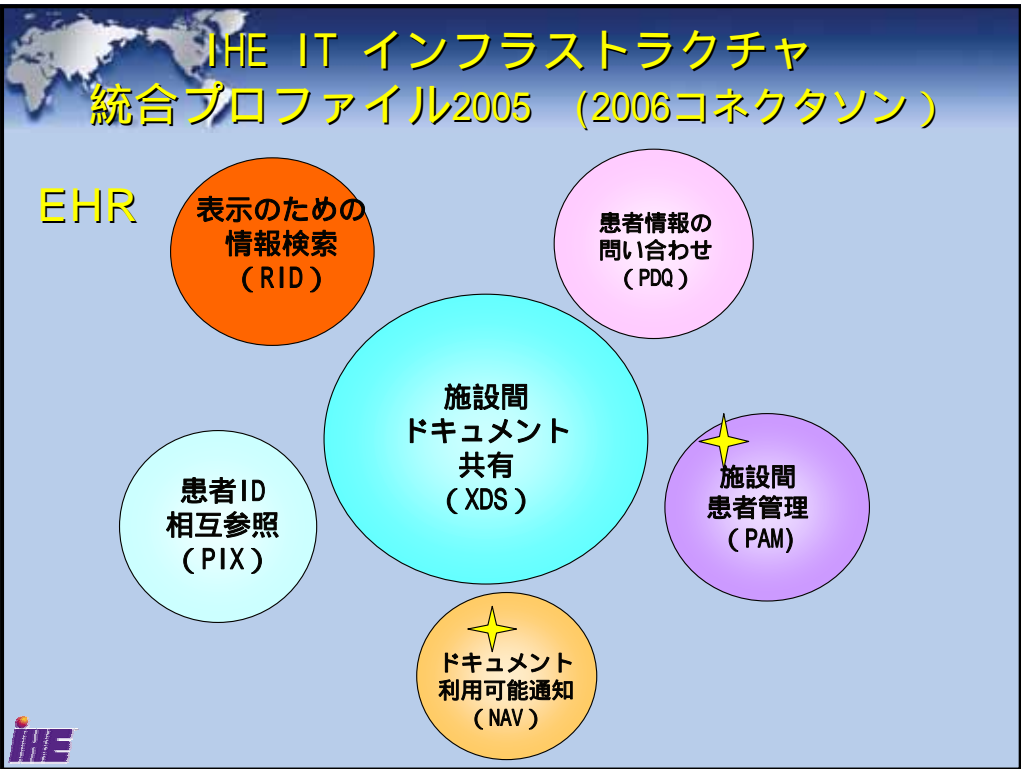 IHE IT インフラストラクチャ
統合プロファイル2005 (2006コネクタソン)
EHR
表示のための
情報検索
(RID)
患者情報の
問い合わせ
(PDQ)
施設間
ドキュメント
共有
(XDS)
患者ID
相互参照
(PIX)
施設間
患者管理
(PAM)
ドキュメント
利用可能通知
(NAV)
IHE